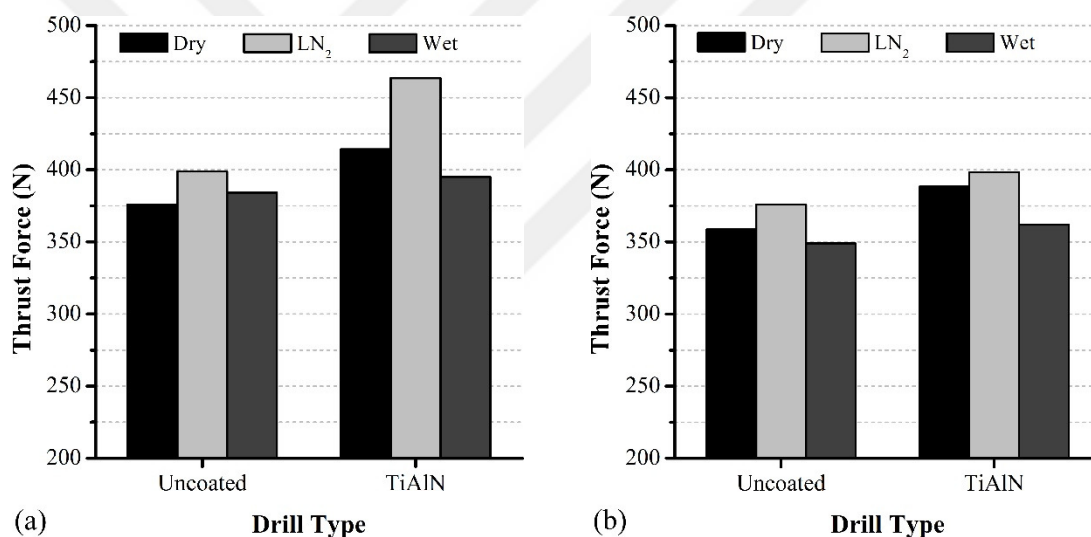 500
450
400
350
300
250
200
Thrust Force (N)
Dry LN₂ Wet
Uncoated TiAlN
(a) Drill Type
500
450
400
350
300
250
200
Thrust Force (N)
Dry LN₂ Wet
Uncoated TiAlN
(b) Drill Type